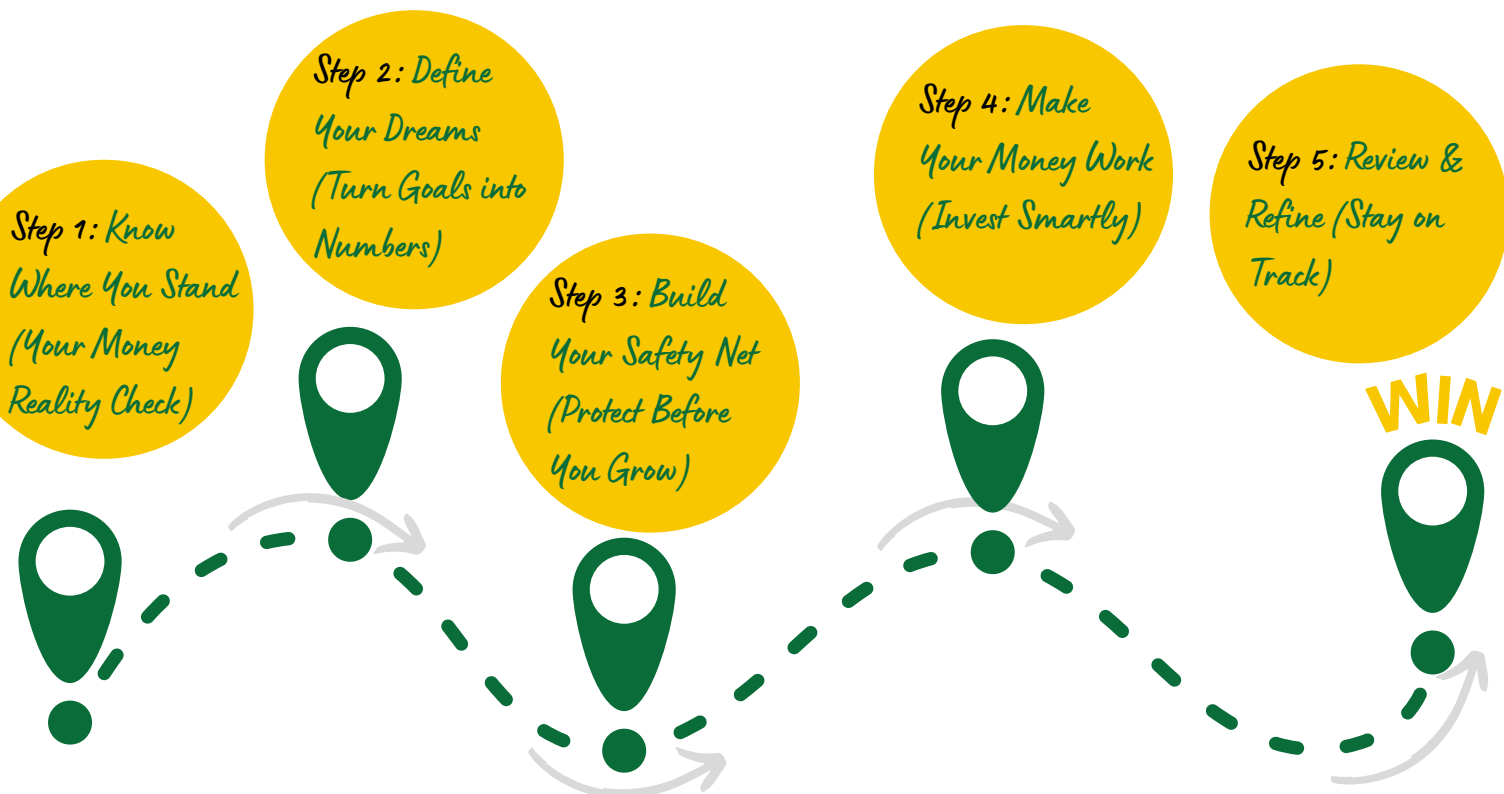 Step 1: Know
Where You Stand
(Your Money
Reality Check)
Step 2: Define
Your Dreams
(Turn Goals into
Numbers)
Step 3: Build
Your Safety Net
(Protect Before
You Grow)
Step 4: Make
Your Money Work
(Invest Smartly)
Step 5: Review &
Refine (Stay on
Track)
WIN